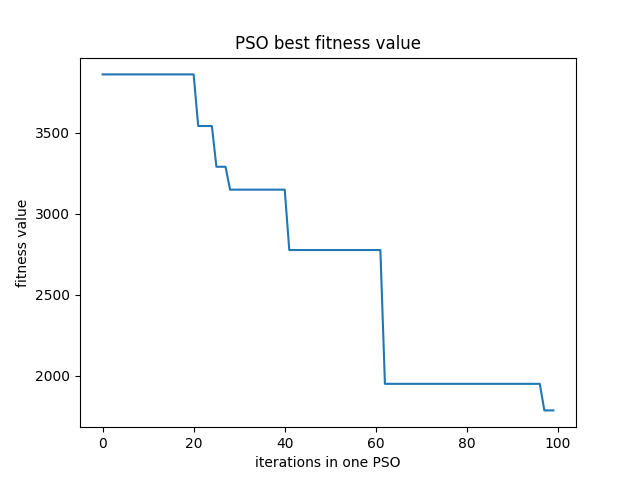 PSO best fitness value
fitness value
3500
3000
2500
2000
0 20 40 60 80 100
iterations in one PSO